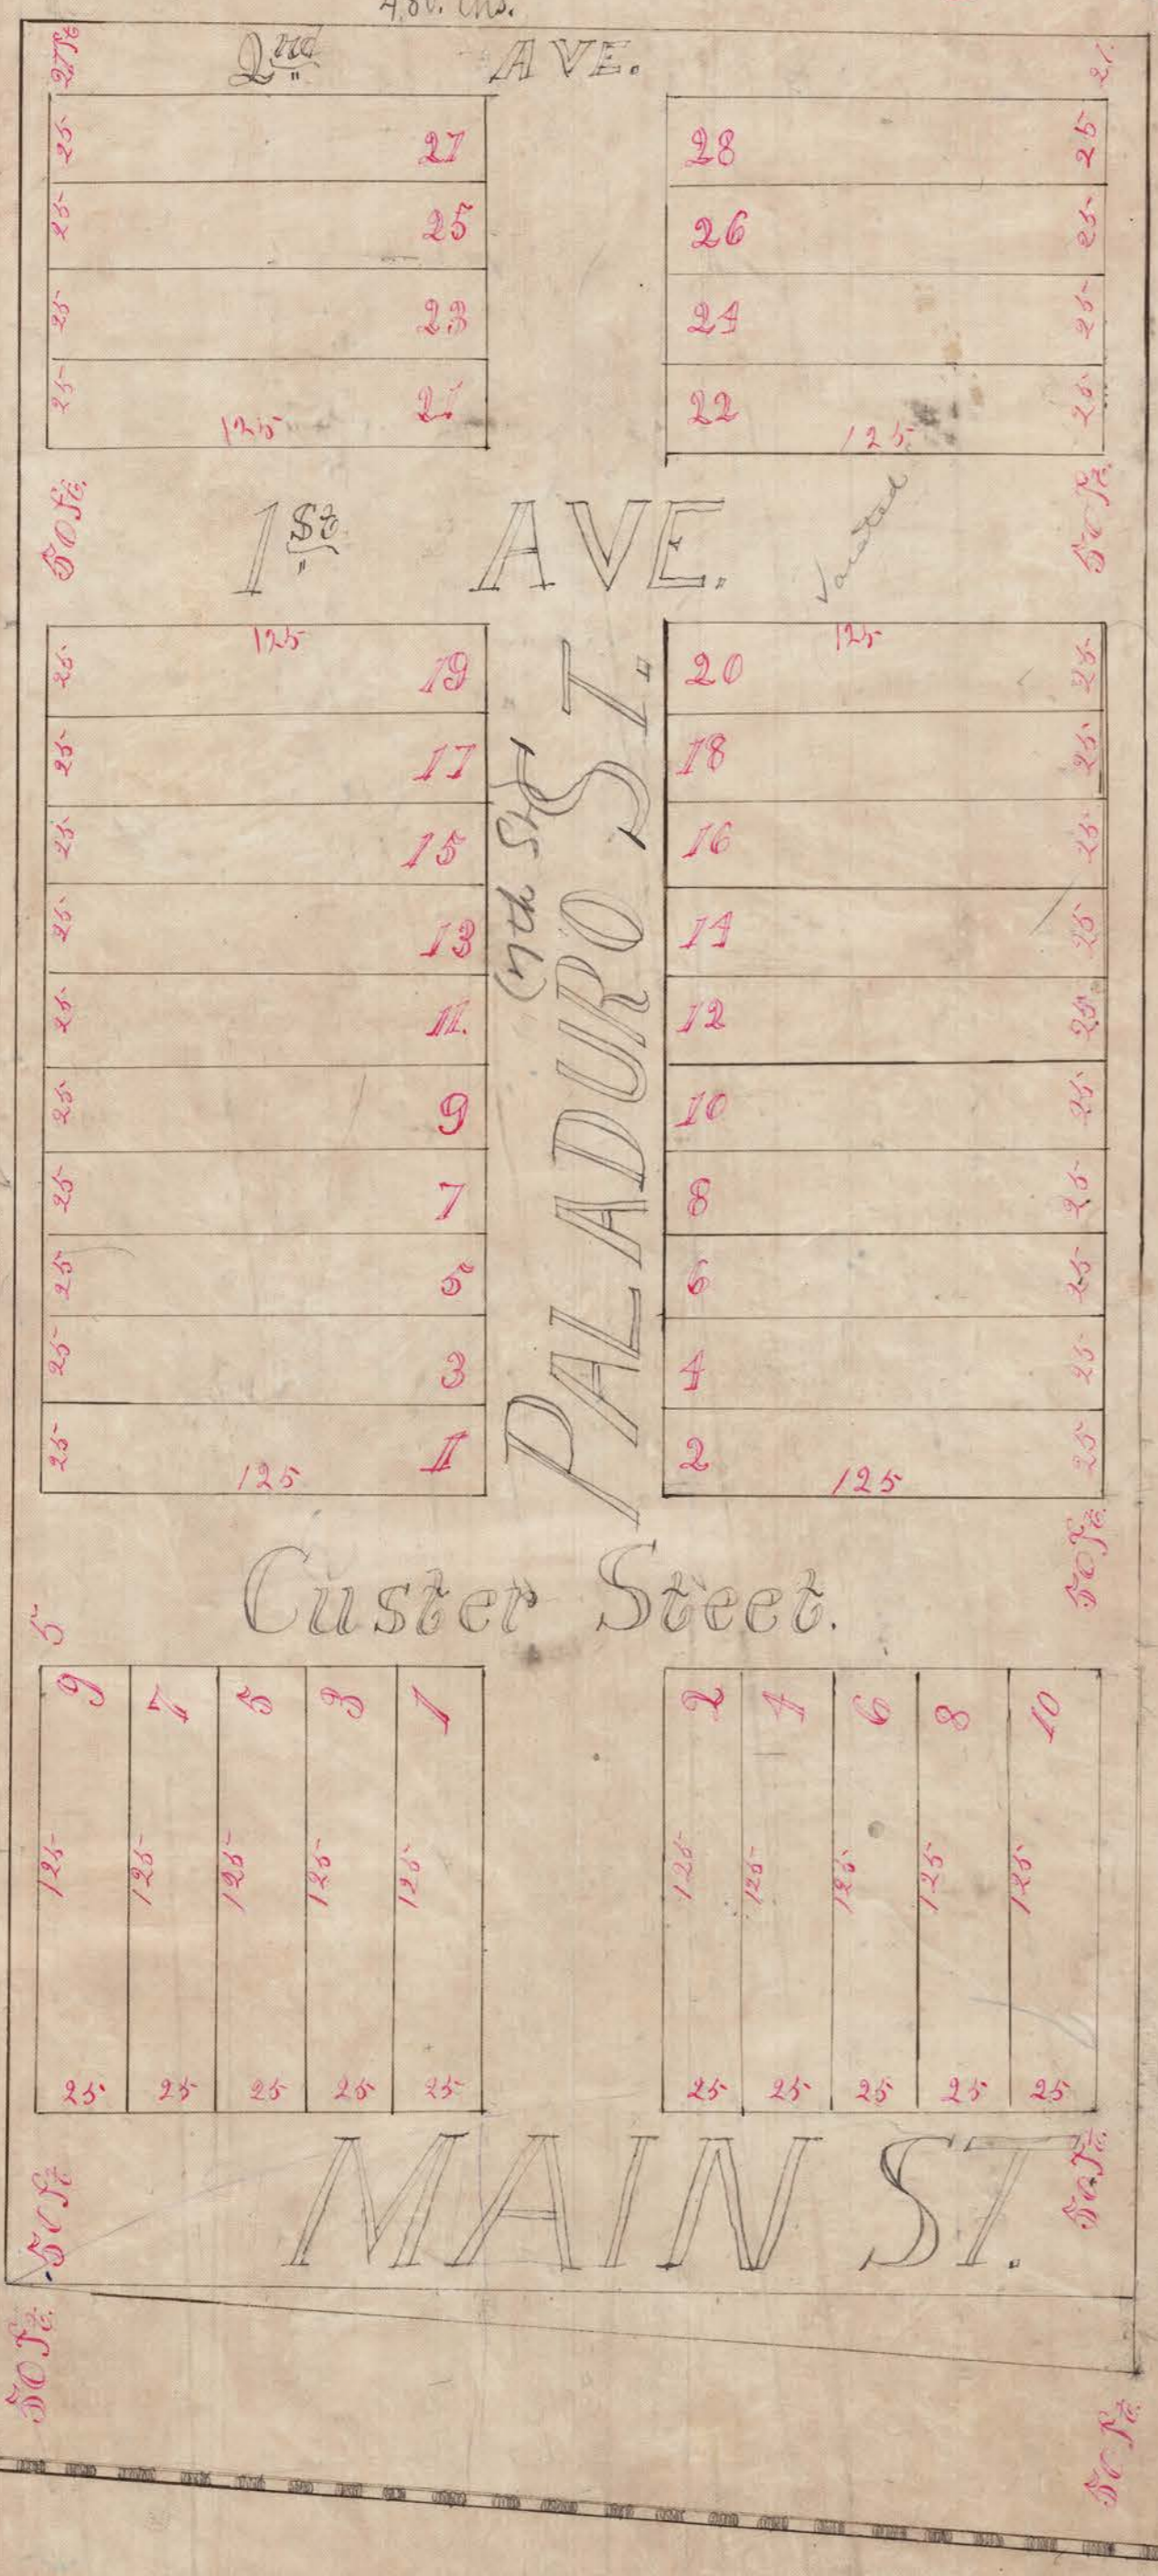 4.80. chs.
2nd AVE.
27ft 21.
25 27 28 25
25 25 26 25
25 23 24 25
25 21 22 25
125 125
50 ft. 1st AVE. Vacated 50 ft.
125 125
25 19 20 25
25 17 18 25
25 15 16 25
25 13 14 25
25 11. 12 25
25 9 10 25
25 7 8 25
25 5 6 25
25 3 4 25
25 1 2 25
125 125
PALADURO ST.
(7th St)
50 ft.
5 Custer Steet.
9 7 5 3 1 2 4 6 8 10
125 125 125 125 125 125 125 125 125 125
25 25 25 25 25 25 25 25 25 25
50 ft MAIN ST. 50 ft.
50 ft. 50 ft.